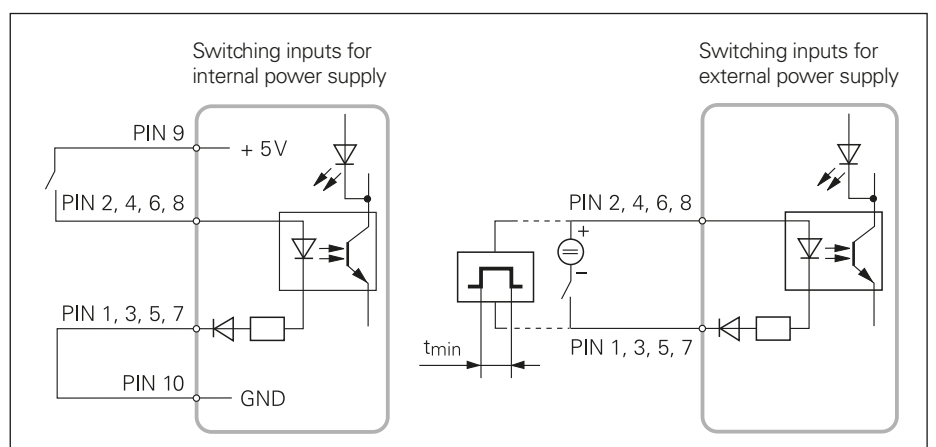 Switching inputs for
internal power supply
PIN 9
+ 5V
PIN 2, 4, 6, 8
PIN 1, 3, 5, 7
PIN 10
GND
Switching inputs for
external power supply
PIN 2, 4, 6, 8
+
−
PIN 1, 3, 5, 7
tmin